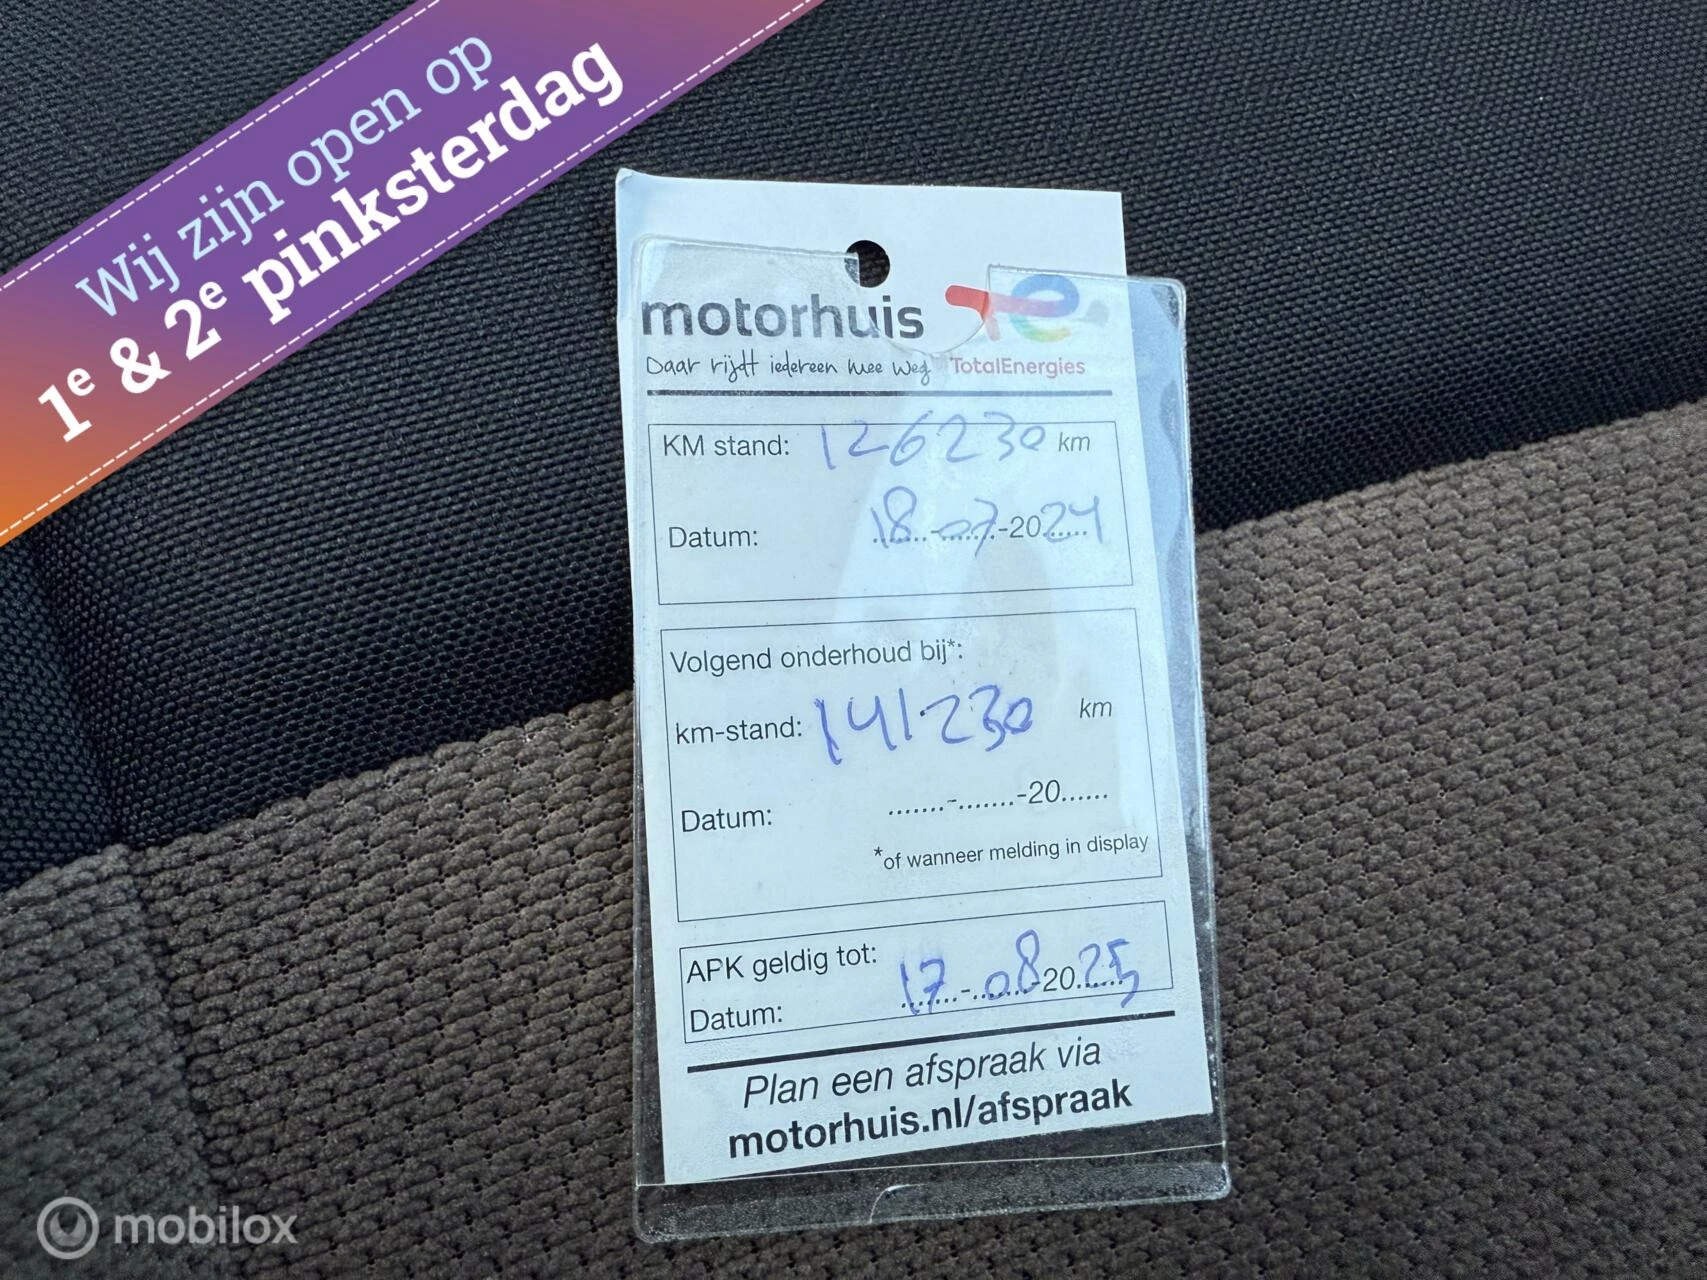 Wij zijn open op
1e & 2e pinksterdag
motorhuis
Daar rijdt iedereen mee weg
TotalEnergies
KM stand: 126230 km
Datum: 18-07-2024
Volgend onderhoud bij*:
km-stand: 141.230 km
Datum: .......-.......-20......
*of wanneer melding in display
APK geldig tot:
Datum: 17-08-2025
Plan een afspraak via
motorhuis.nl/afspraak
mobilox